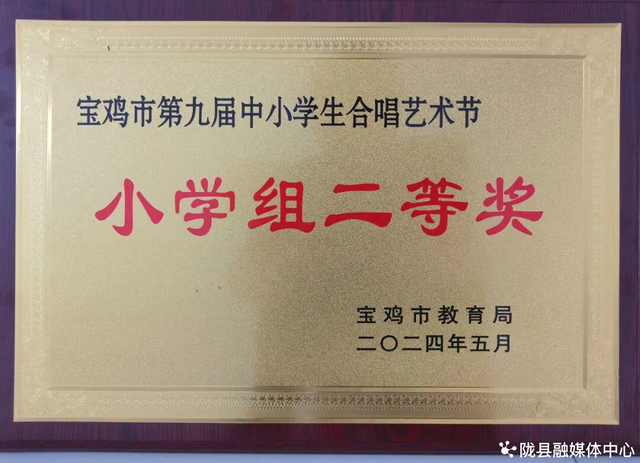 宝鸡市第九届中小学生合唱艺术节
小学组二等奖
宝鸡市教育局
二〇二四年五月
陇县融媒体中心